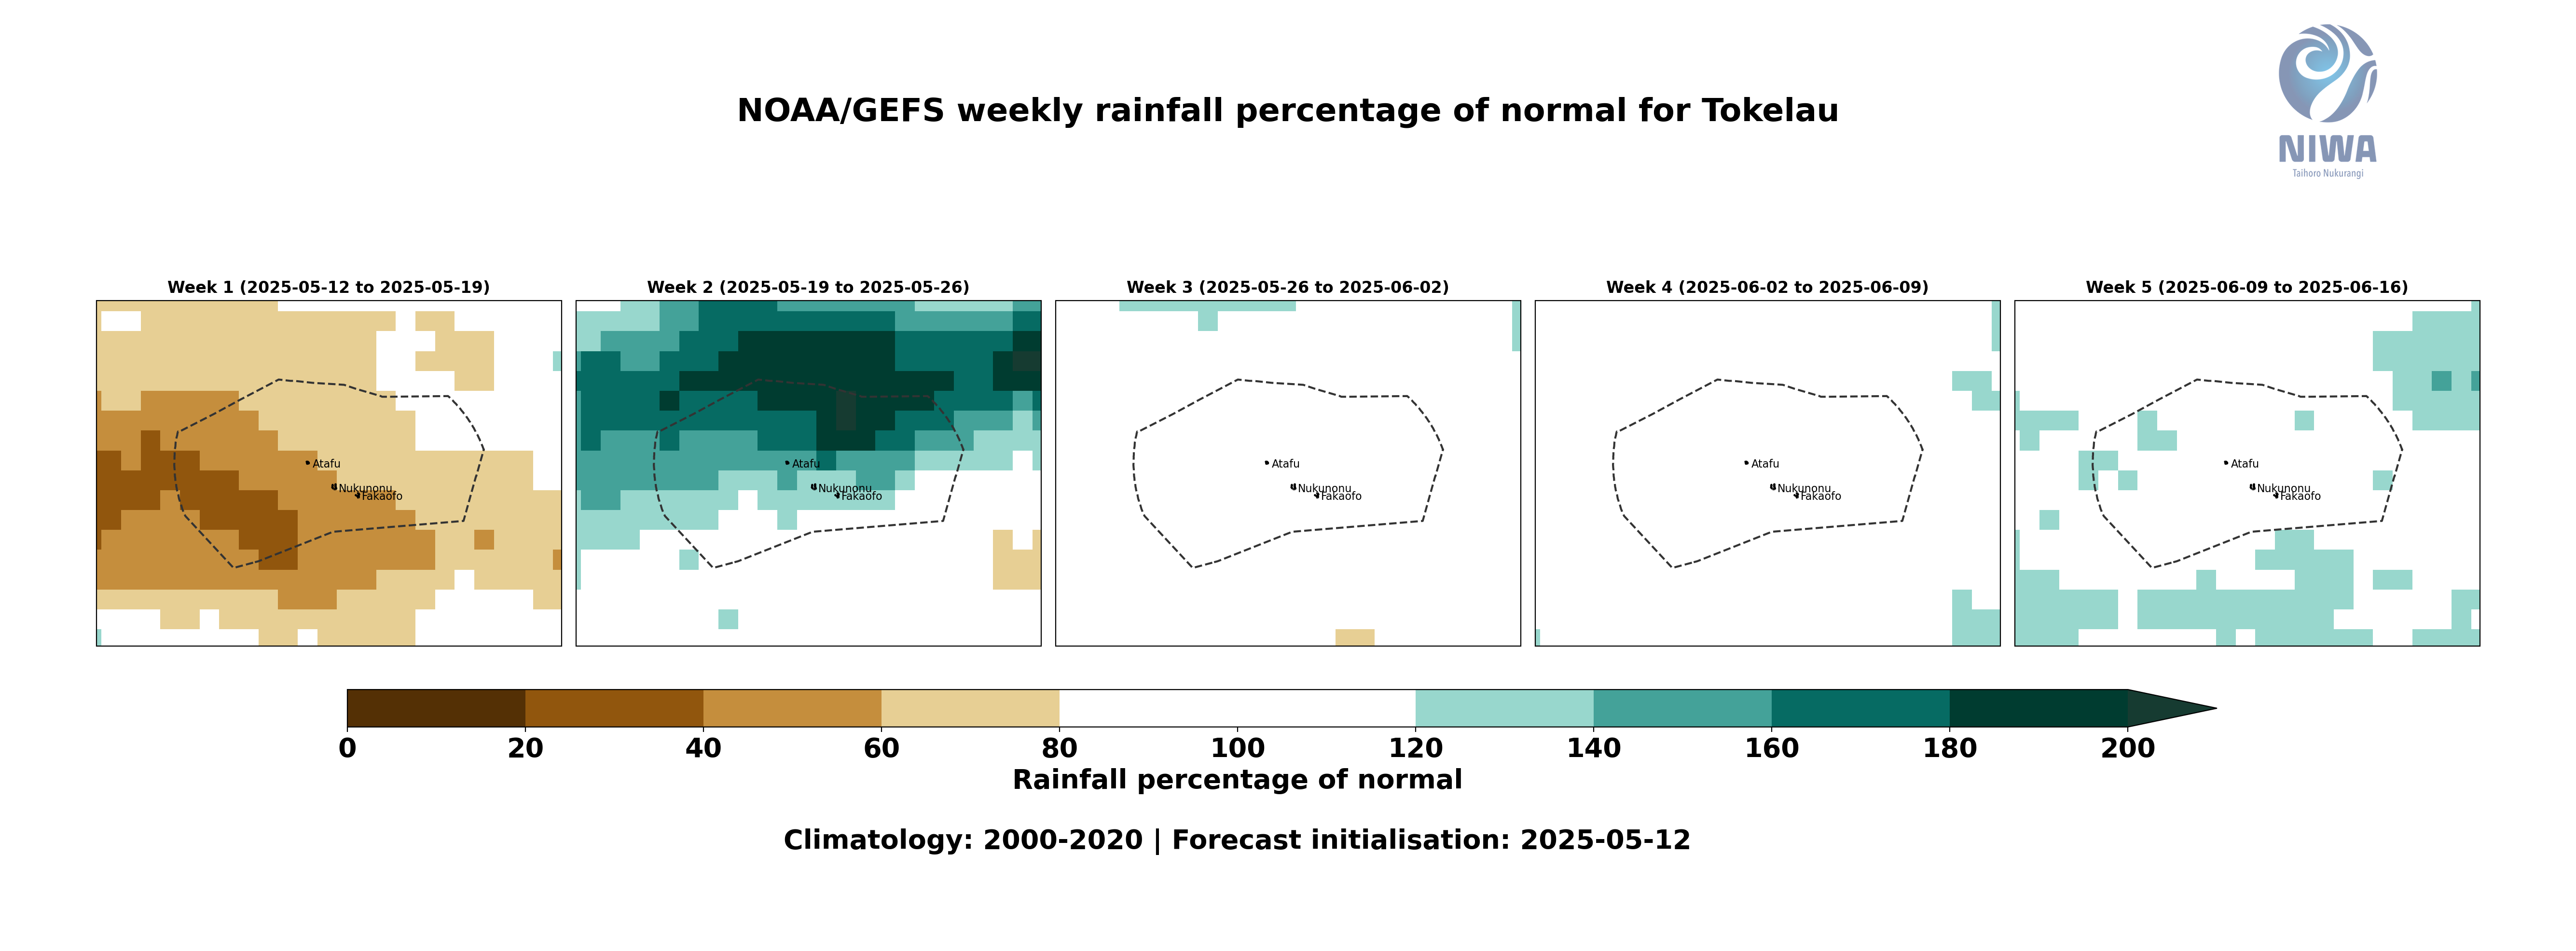 NOAA/GEFS weekly rainfall percentage of normal for Tokelau
NIWA
Taihoro Nukurangi
Week 1 (2025-05-12 to 2025-05-19)
Week 2 (2025-05-19 to 2025-05-26)
Week 3 (2025-05-26 to 2025-06-02)
Week 4 (2025-06-02 to 2025-06-09)
Week 5 (2025-06-09 to 2025-06-16)
Atafu
Nukunonu
Fakaofo
Atafu
Nukunonu
Fakaofo
Atafu
Nukunonu
Fakaofo
Atafu
Nukunonu
Fakaofo
Atafu
Nukunonu
Fakaofo
0 20 40 60 80 100 120 140 160 180 200
Rainfall percentage of normal
Climatology: 2000-2020 | Forecast initialisation: 2025-05-12